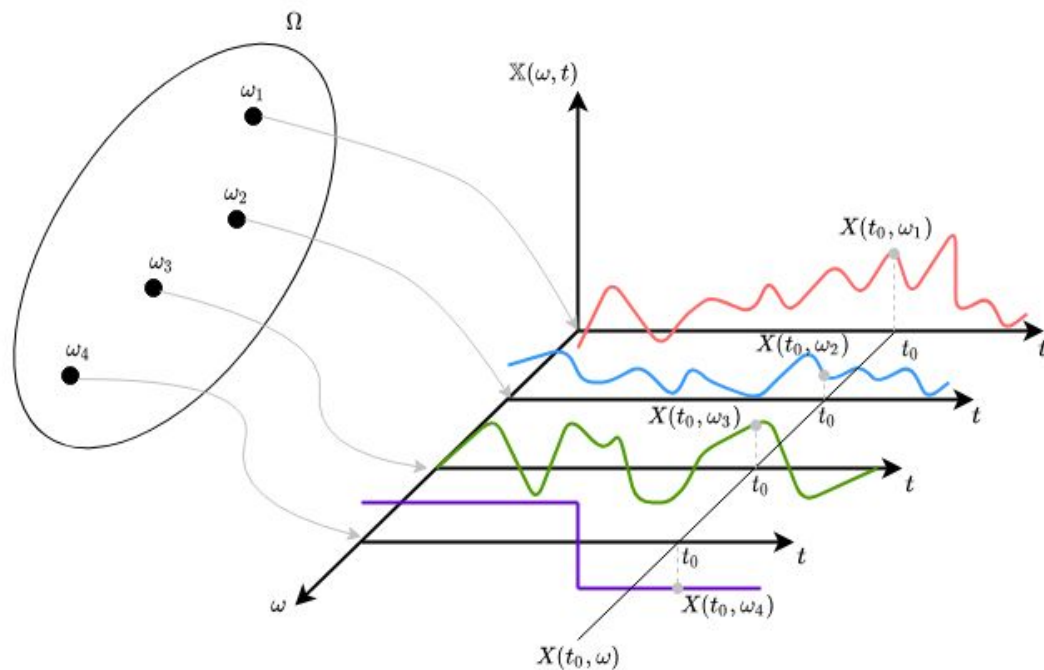 Ω
𝕏(ω, t)
ω₁
ω₂
X(t₀, ω₁)
ω₃
t₀
t
X(t₀, ω₂)
ω₄
t₀
t
X(t₀, ω₃)
t₀
t
t₀
t
ω
X(t₀, ω₄)
X(t₀, ω)